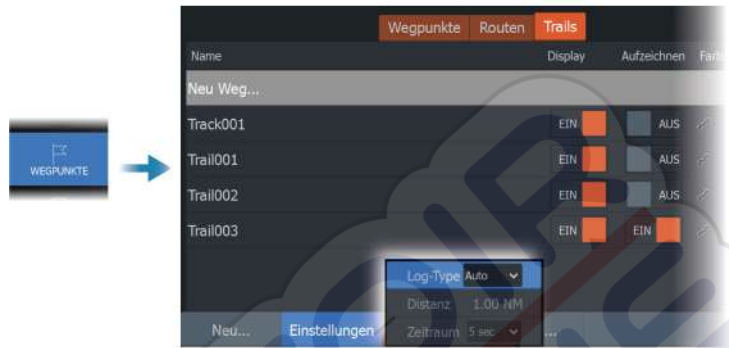 Wegpunkte Routen Trails
Name Display Aufzeichnen
Neu Weg...
Track001 EIN AUS
WEGPUNKTE
Trail001 EIN AUS
Trail002 EIN AUS
Trail003 EIN EIN
Log-Type Auto
Distanz 1.00 NM
Neu... Einstellungen Zeitraum 5 sec ...